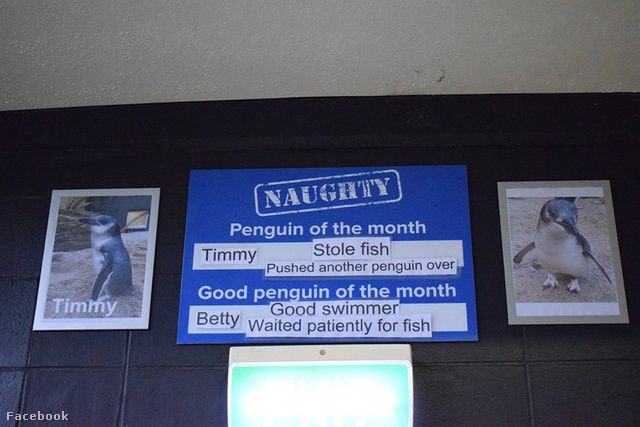 NAUGHTY
Penguin of the month
Timmy
Stole fish
Pushed another penguin over
Good penguin of the month
Betty
Good swimmer
Waited patiently for fish
Timmy
EXIT
Facebook